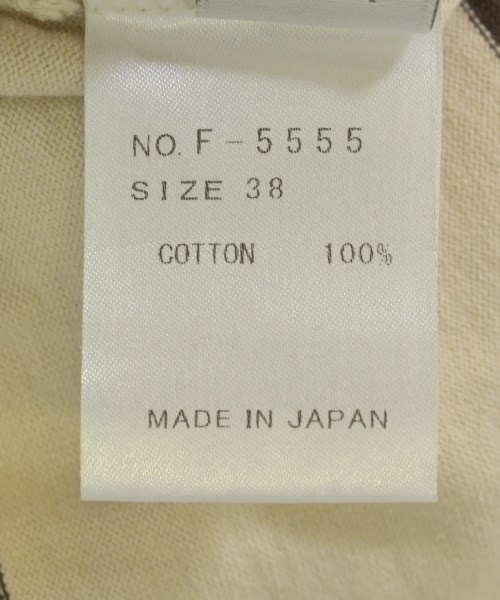 NO. F-5555
SIZE 38
COTTON 100%
MADE IN JAPAN